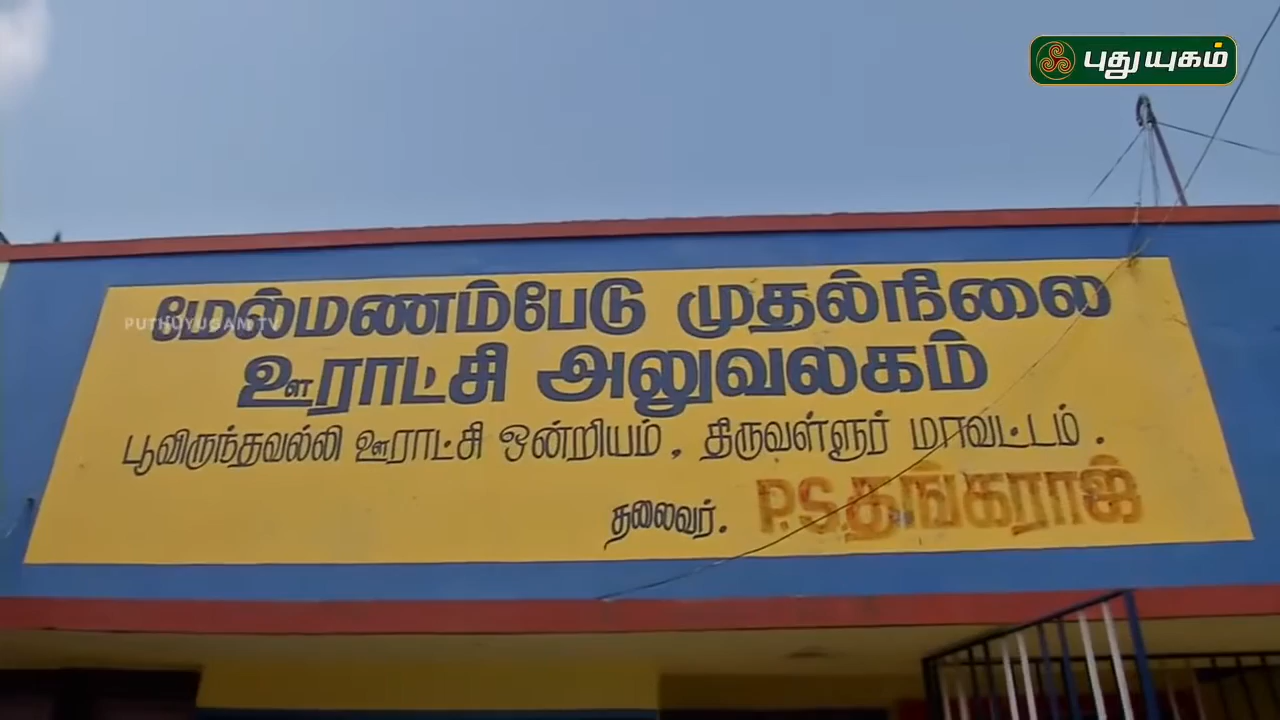 புதுயுகம்
மேல்மணம்பேடு முதல்நிலை
PUTHUYUGAM TV
ஊராட்சி அலுவலகம்
பூவிருந்தவல்லி ஊராட்சி ஒன்றியம், திருவள்ளூர் மாவட்டம்.
தலைவர். P.S.தங்கராஜ்